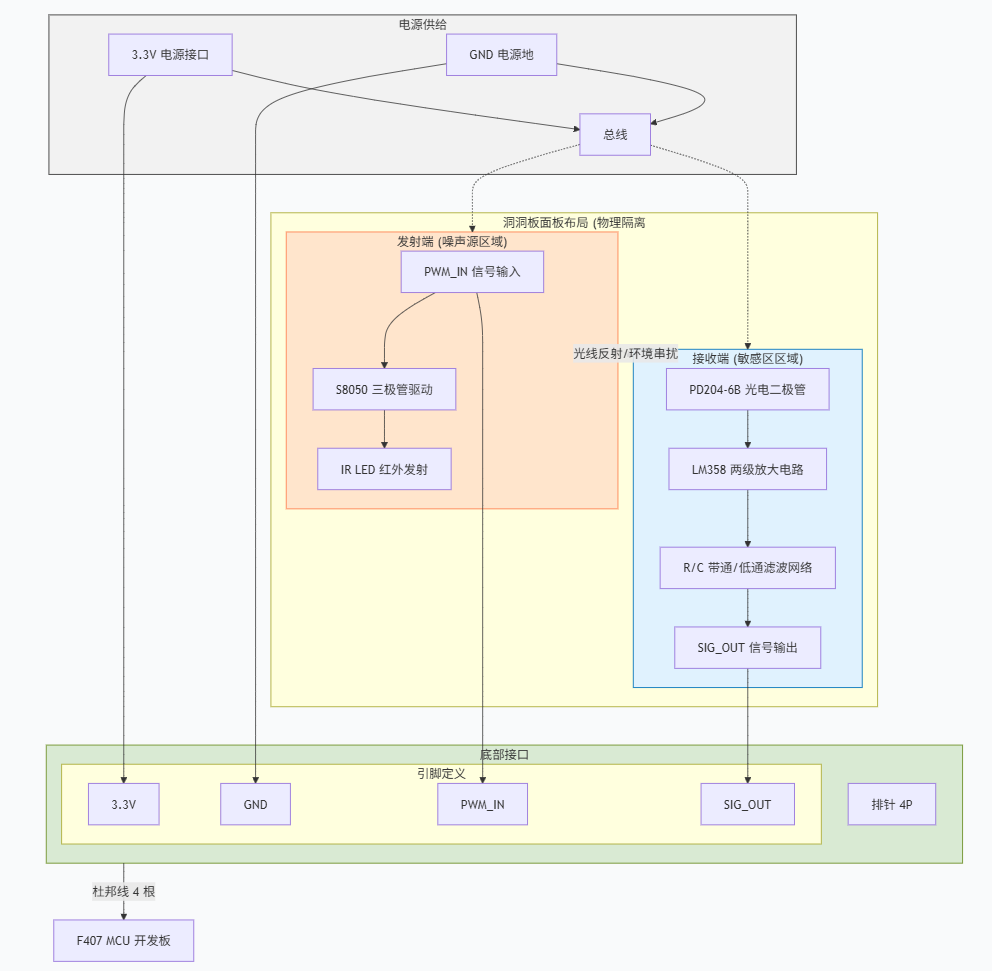 电源供给
3.3V 电源接口
GND 电源地
总线
洞洞板面板布局 (物理隔离
发射端 (噪声源区域)
PWM_IN 信号输入
光线反射/环境串扰
接收端 (敏感区区域)
S8050 三极管驱动
PD204-6B 光电二极管
IR LED 红外发射
LM358 两级放大电路
R/C 带通/低通滤波网络
SIG_OUT 信号输出
底部接口
引脚定义
3.3V
GND
PWM_IN
SIG_OUT
排针 4P
杜邦线 4 根
F407 MCU 开发板